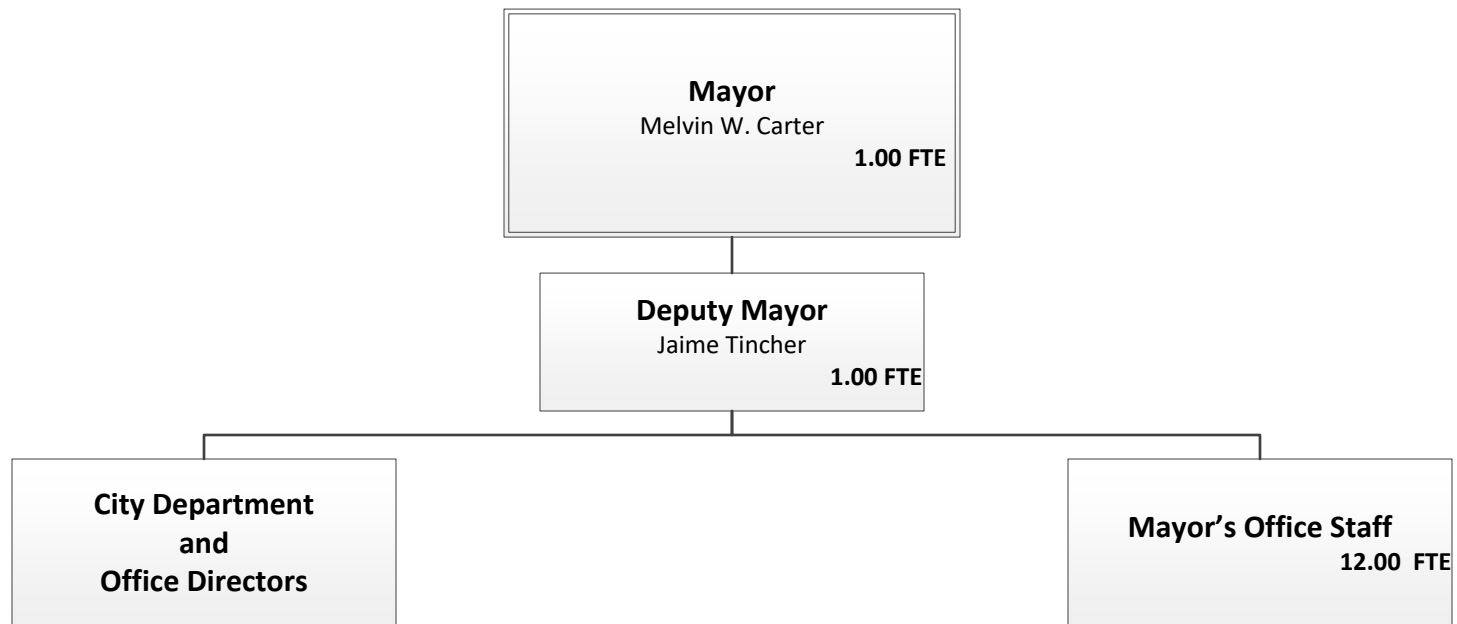 Mayor
Melvin W. Carter
1.00 FTE
Deputy Mayor
Jaime Tincher
1.00 FTE
City Department
and
Office Directors
Mayor’s Office Staff
12.00  FTE